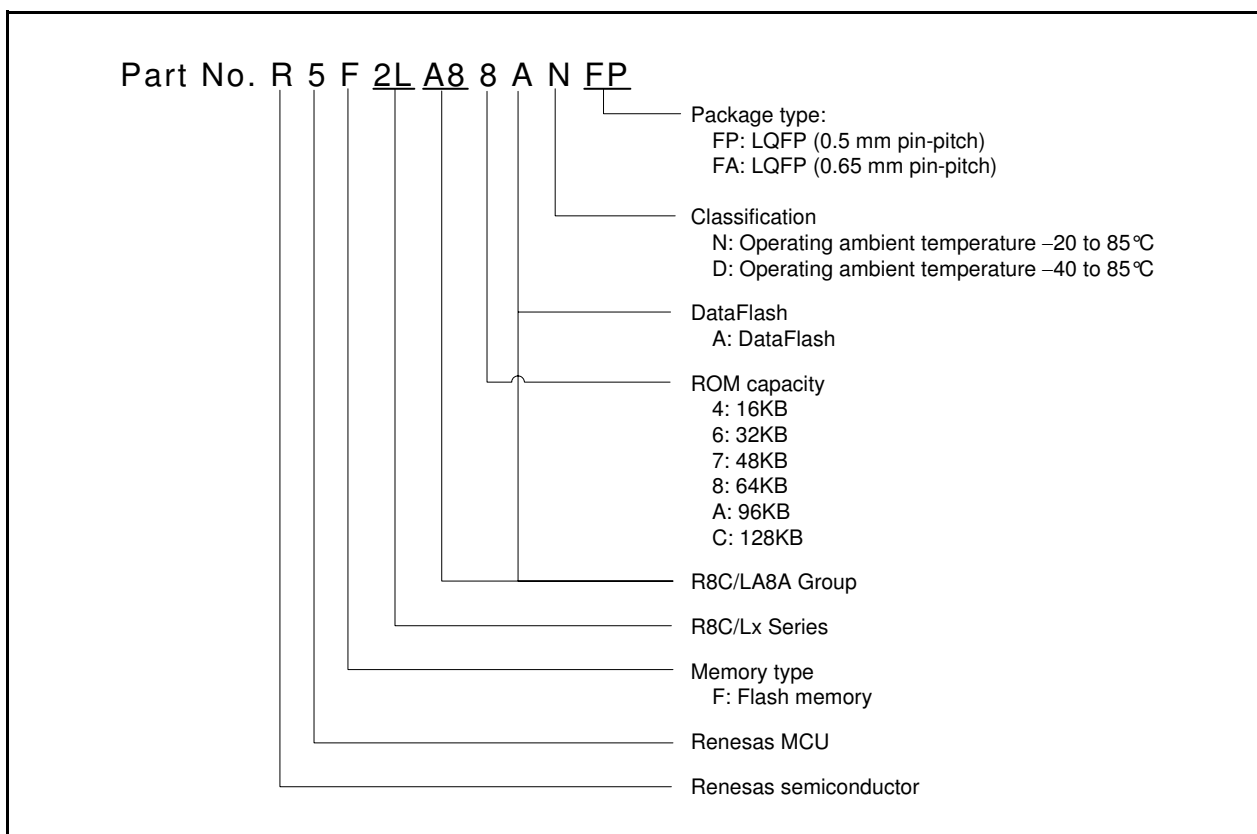 Part No. R 5 F 2L A8 8 A N FP
Package type:
FP: LQFP (0.5 mm pin-pitch)
FA: LQFP (0.65 mm pin-pitch)
Classification
N: Operating ambient temperature −20 to 85°C
D: Operating ambient temperature −40 to 85°C
DataFlash
A: DataFlash
ROM capacity
4: 16KB
6: 32KB
7: 48KB
8: 64KB
A: 96KB
C: 128KB
R8C/LA8A Group
R8C/Lx Series
Memory type
F: Flash memory
Renesas MCU
Renesas semiconductor